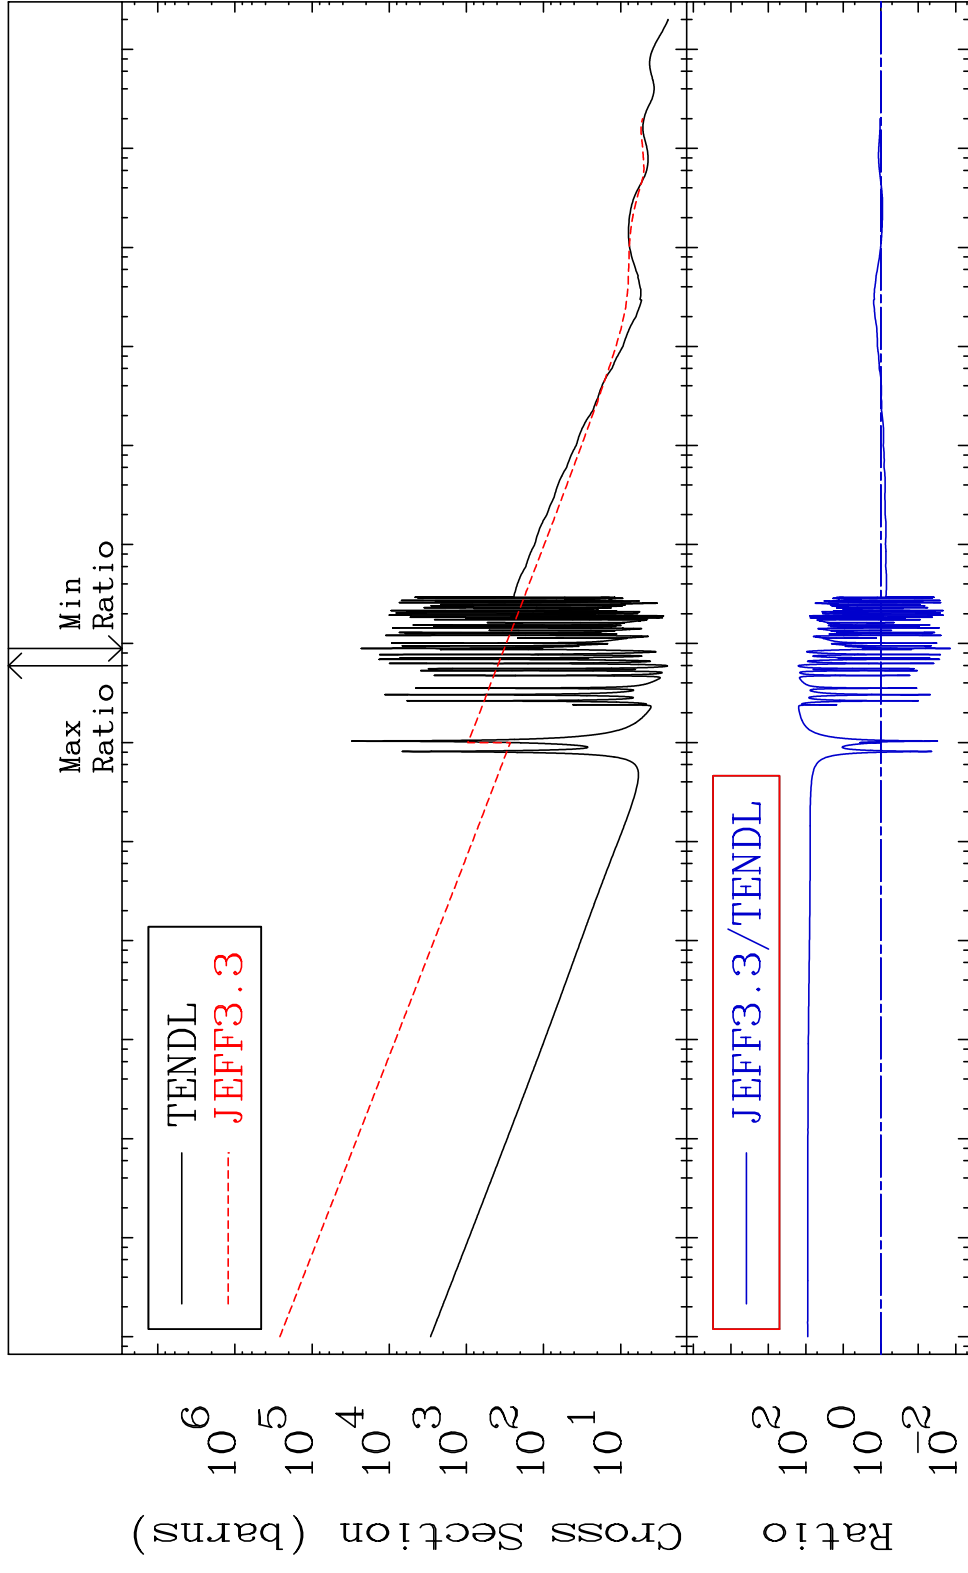 Max
Ratio
Min
Ratio
TENDL
JEFF3.3
10^6
10^5
10^4
10^3
10^2
10^1
Cross Section (barns)
JEFF3.3/TENDL
10^2
10^0
10^-2
Ratio